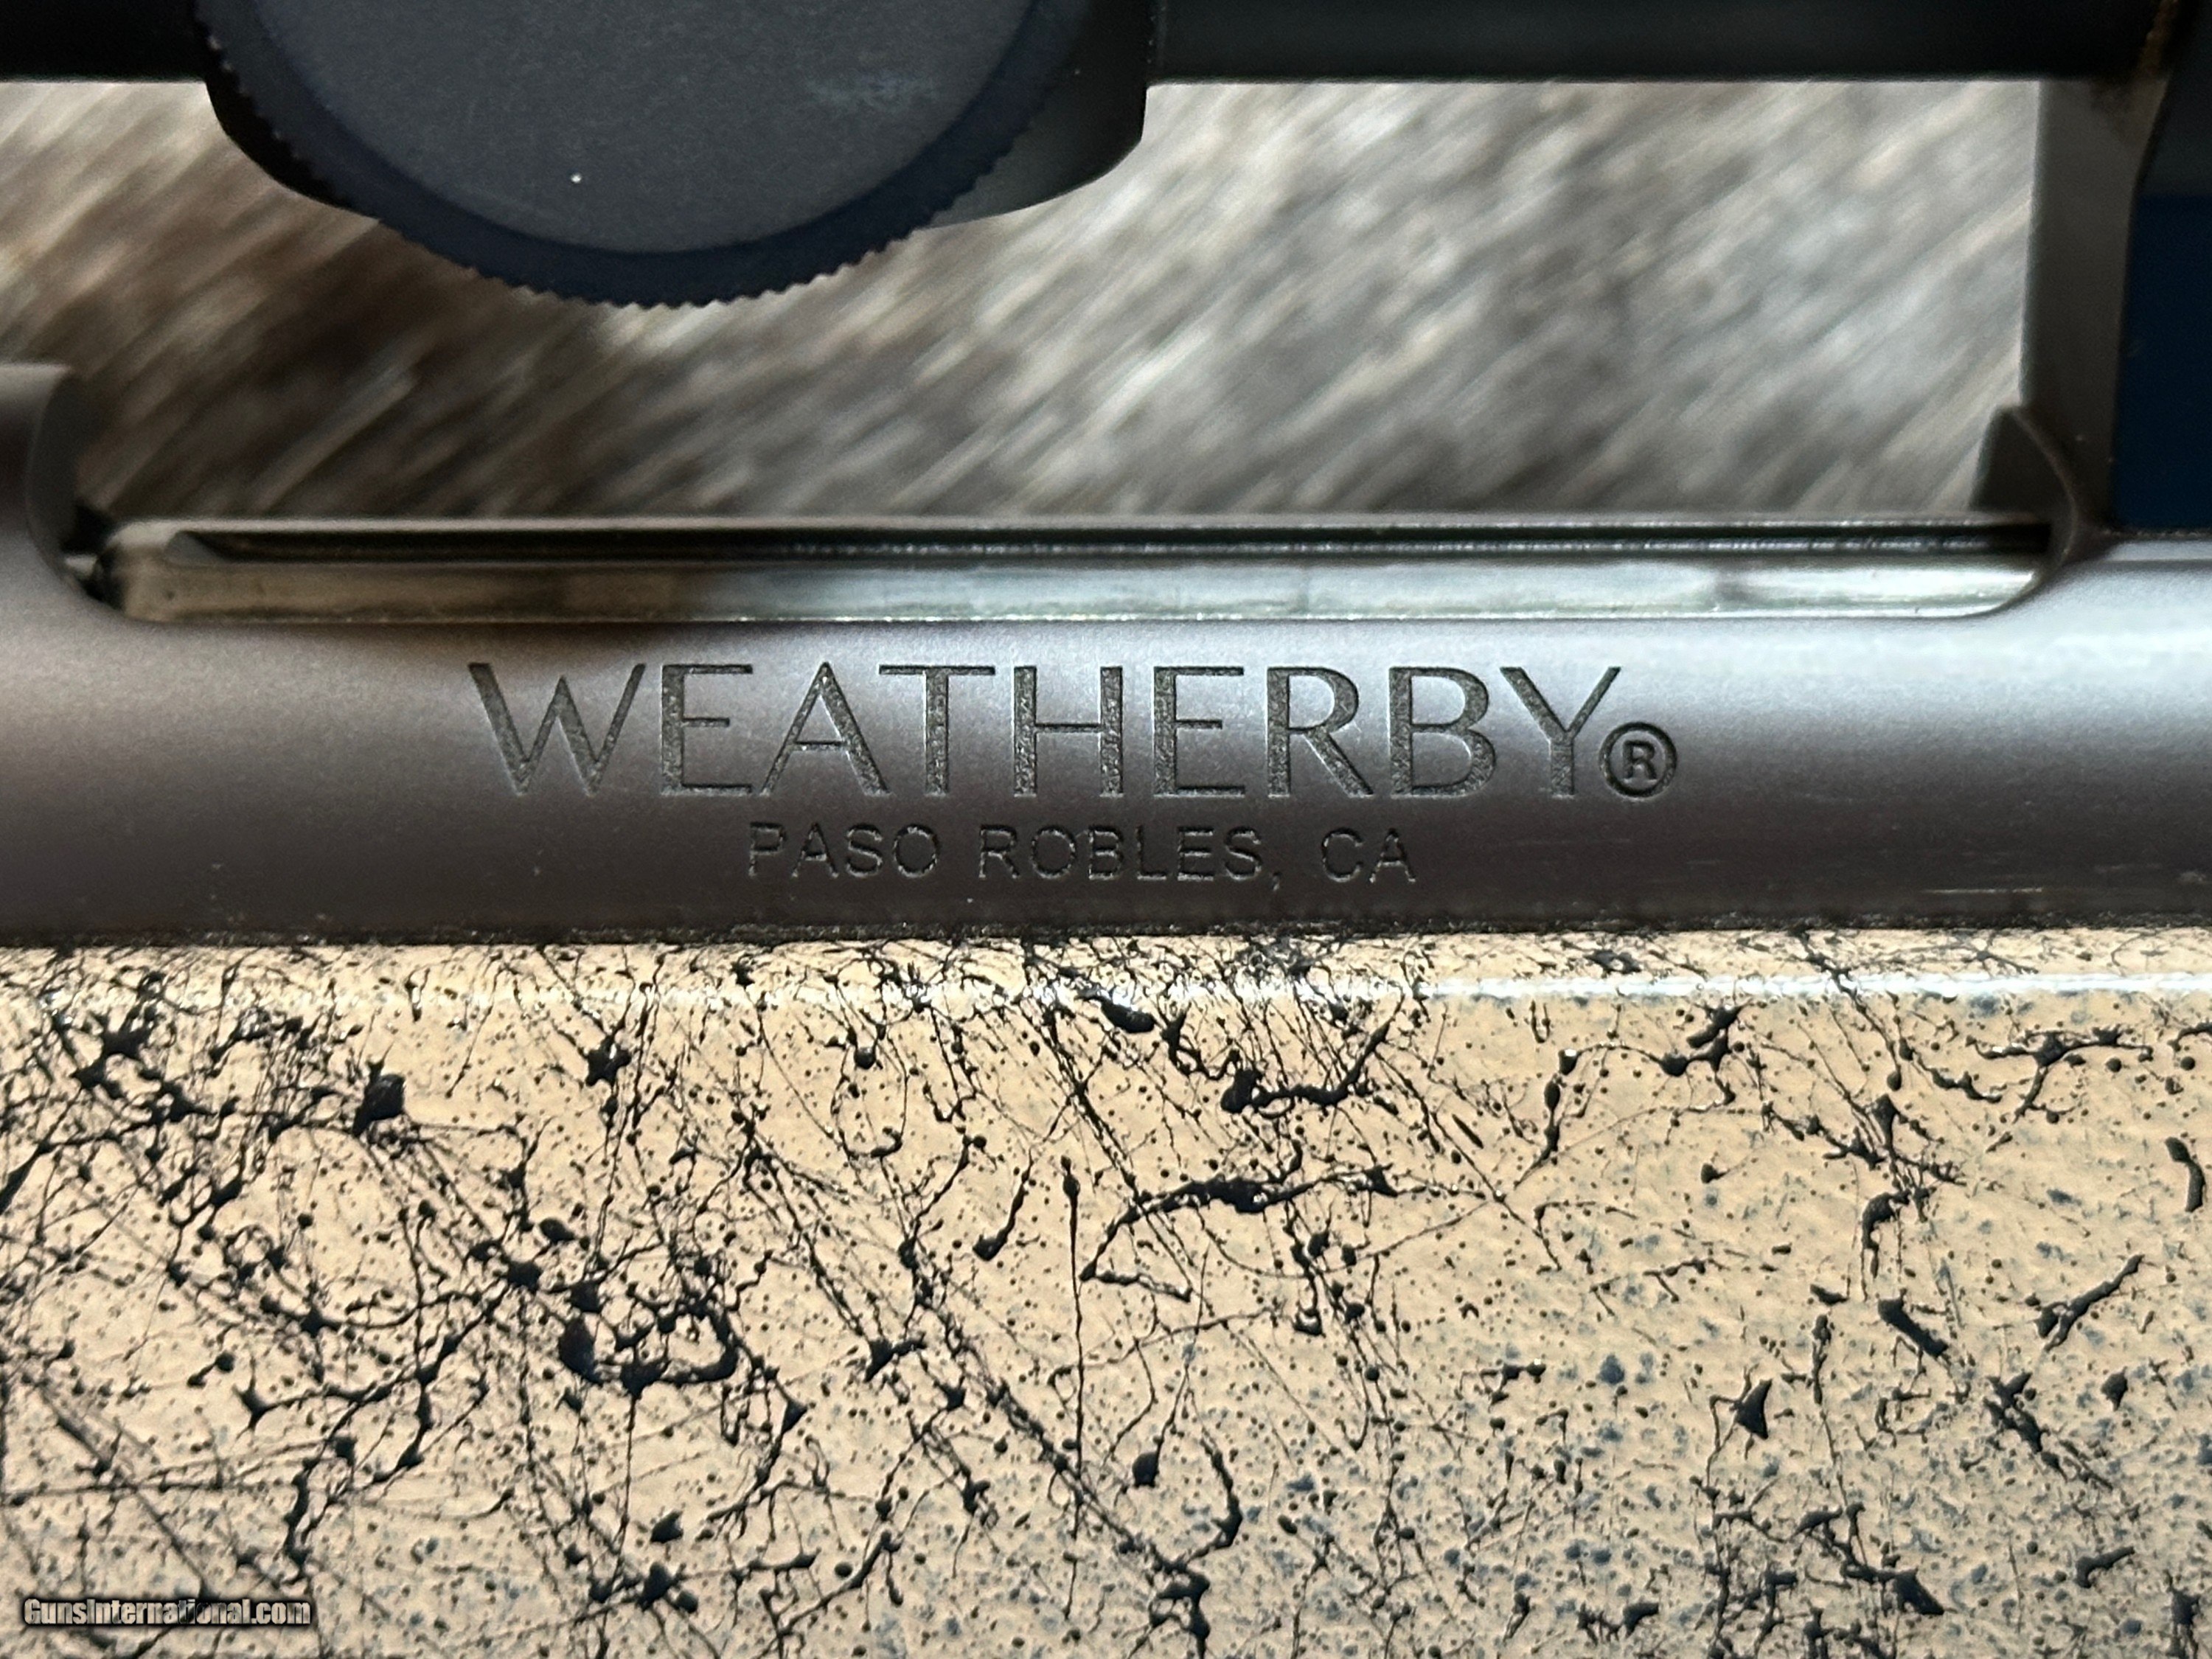 WEATHERBY®
PASO ROBLES, CA
GunsInternational.com